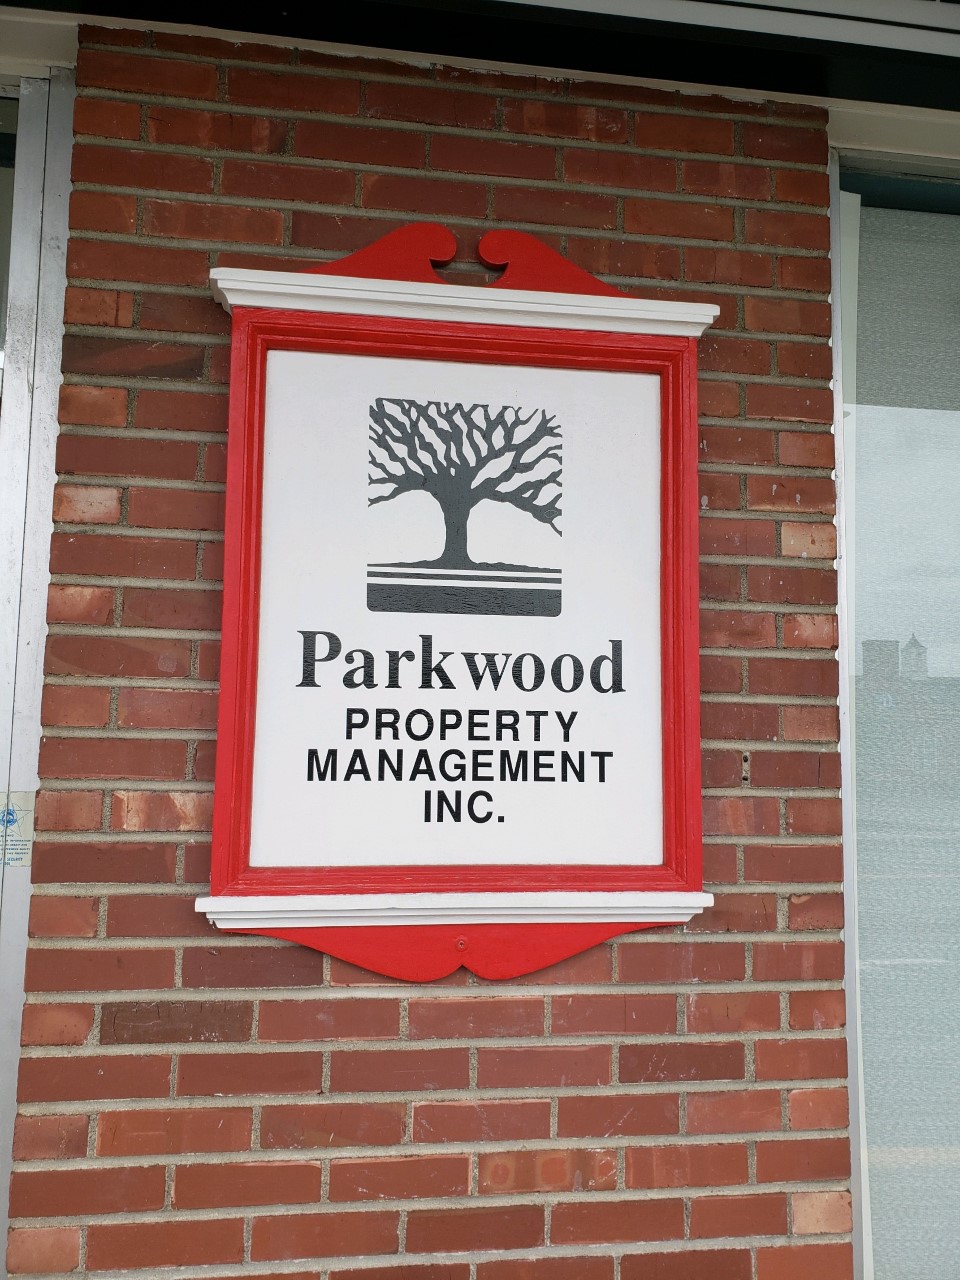 Parkwood
PROPERTY
MANAGEMENT
INC.